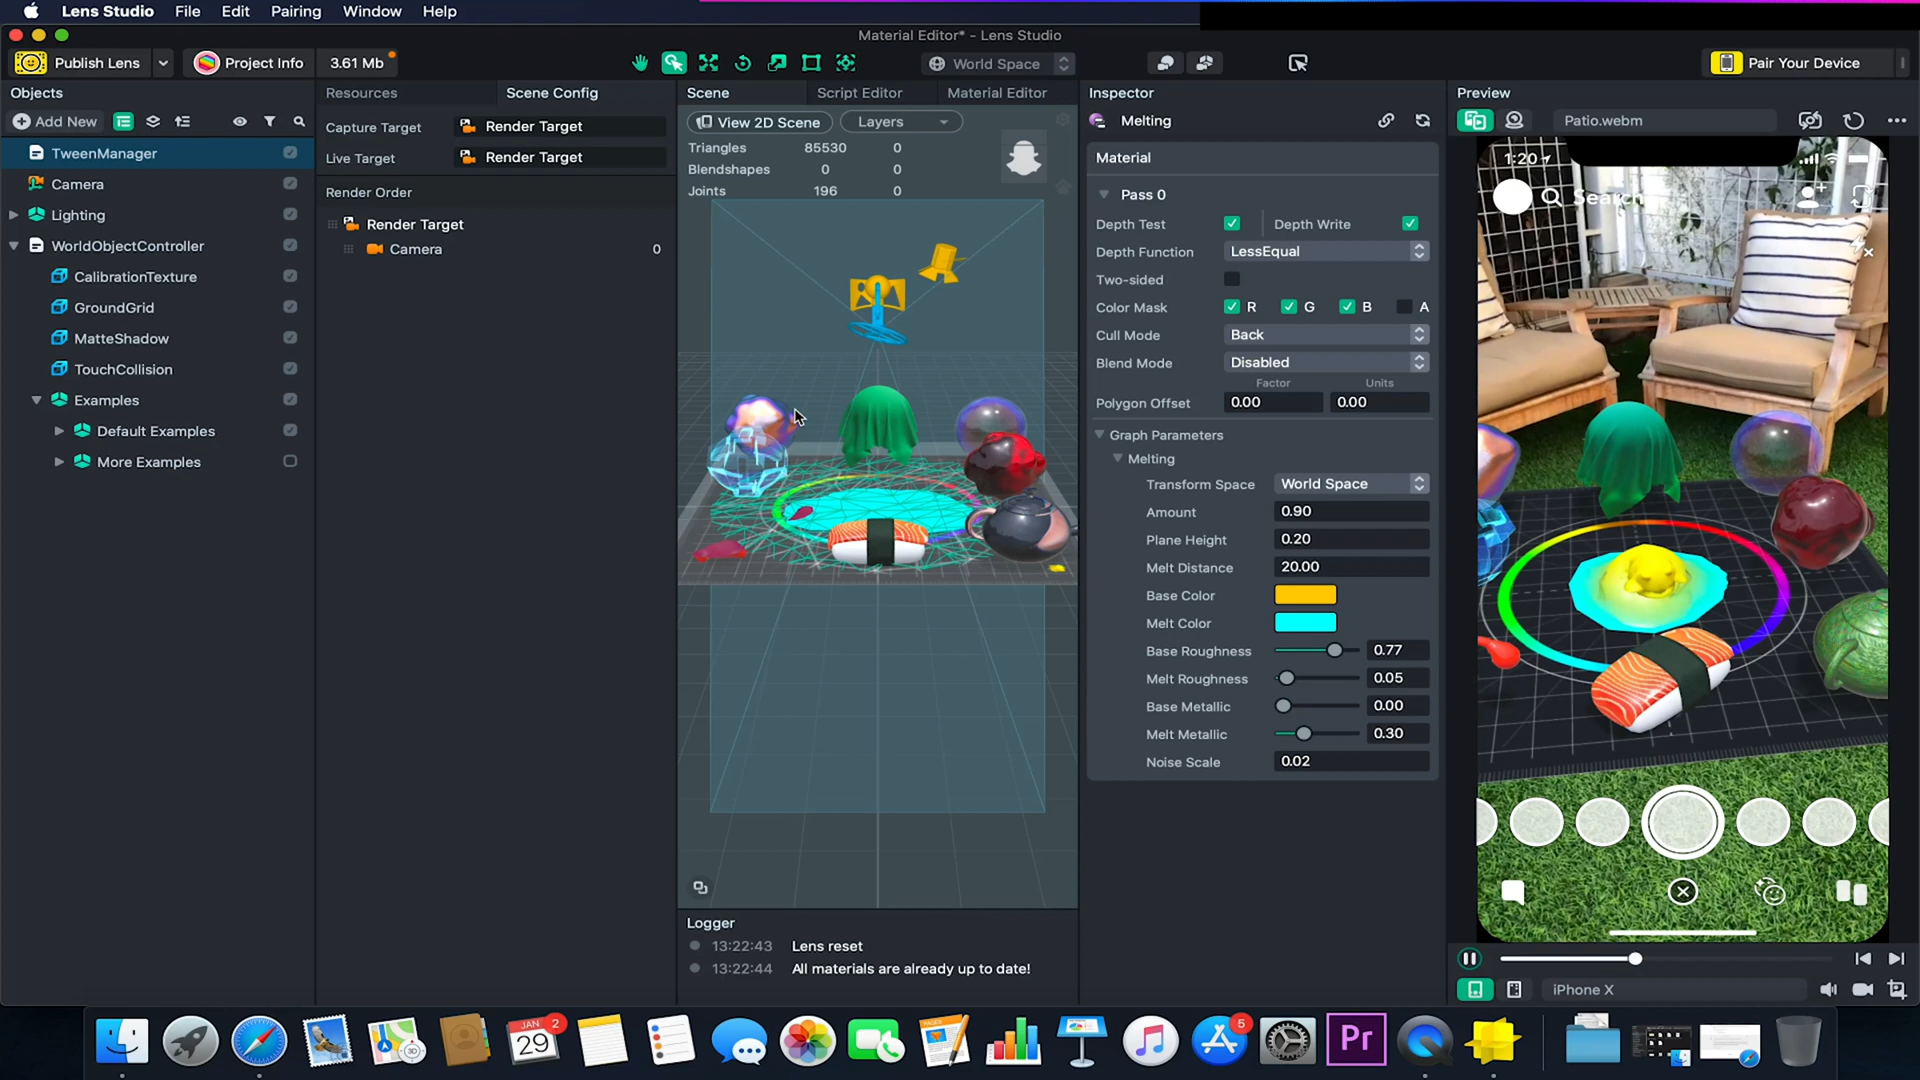 Lens Studio File Edit Pairing Window Help
Material Editor* - Lens Studio
Publish Lens Project Info 3.61 Mb World Space Pair Your Device
Objects
Add New
TweenManager
Camera
Lighting
WorldObjectController
CalibrationTexture
GroundGrid
MatteShadow
TouchCollision
Examples
Default Examples
More Examples
Resources Scene Config
Capture Target Render Target
Live Target Render Target
Render Order
Render Target
Camera 0
Scene Script Editor Material Editor
View 2D Scene Layers
Triangles 85530 0
Blendshapes 0 0
Joints 196 0
Logger
13:22:43 Lens reset
13:22:44 All materials are already up to date!
Inspector
Melting
Material
Pass 0
Depth Test Depth Write
Depth Function LessEqual
Two-sided
Color Mask R G B A
Cull Mode Back
Blend Mode Disabled
Factor Units
Polygon Offset 0.00 0.00
Graph Parameters
Melting
Transform Space World Space
Amount 0.90
Plane Height 0.20
Melt Distance 20.00
Base Color
Melt Color
Base Roughness 0.77
Melt Roughness 0.05
Base Metallic 0.00
Melt Metallic 0.30
Noise Scale 0.02
Preview
Patio.webm
1:20
Search
iPhone X
JAN 2
29
3D
PAGES
5
Pr